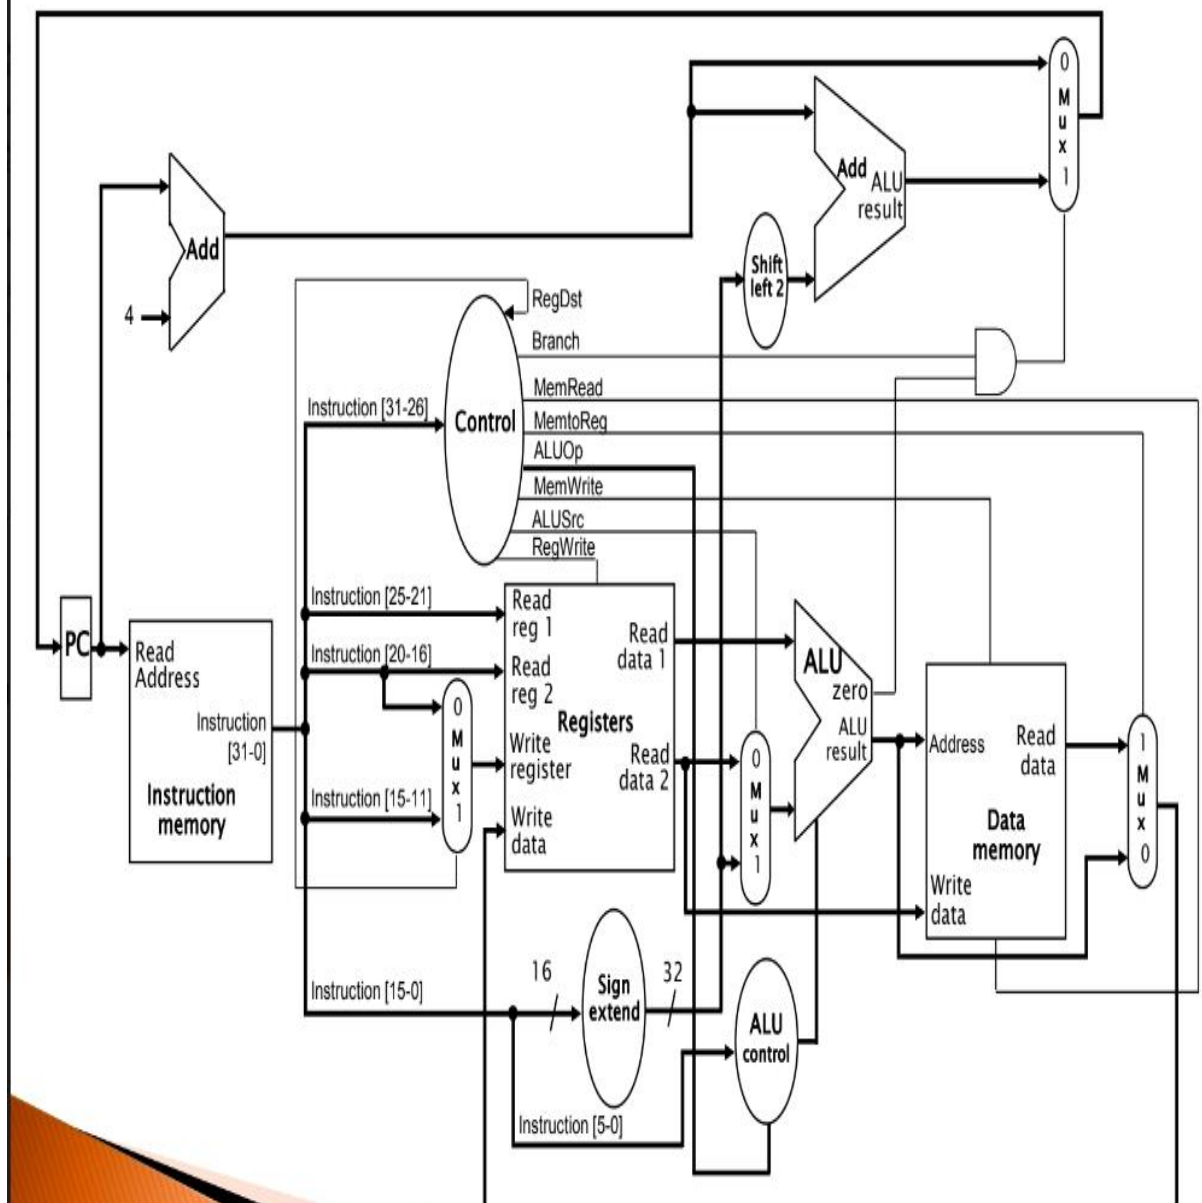 0
M
u
x
1
Add
ALU
result
Add
4
Shift
left 2
RegDst
Branch
MemRead
MemtoReg
ALUOp
MemWrite
ALUSrc
RegWrite
Control
Instruction [31-26]
Instruction [25-21]
Instruction [20-16]
Instruction [15-11]
Instruction [15-0]
Instruction [5-0]
PC
Read
Address
Instruction
[31-0]
Instruction
memory
0
M
u
x
1
Read
reg 1
Read
reg 2
Write
register
Write
data
Registers
Read
data 1
Read
data 2
0
M
u
x
1
ALU
zero
ALU
result
Address
Read
data
Data
memory
Write
data
1
M
u
x
0
16
Sign
extend
32
ALU
control